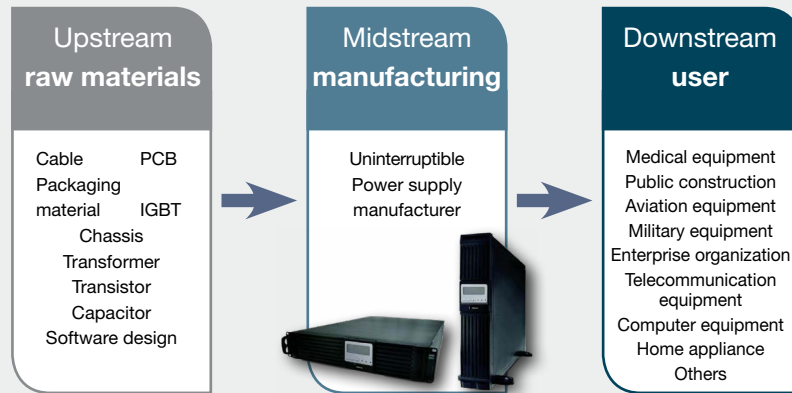 Upstream
raw materials
Cable PCB
Packaging
material IGBT
Chassis
Transformer
Transistor
Capacitor
Software design
Midstream
manufacturing
Uninterruptible
Power supply
manufacturer
Downstream
user
Medical equipment
Public construction
Aviation equipment
Military equipment
Enterprise organization
Telecommunication
equipment
Computer equipment
Home appliance
Others